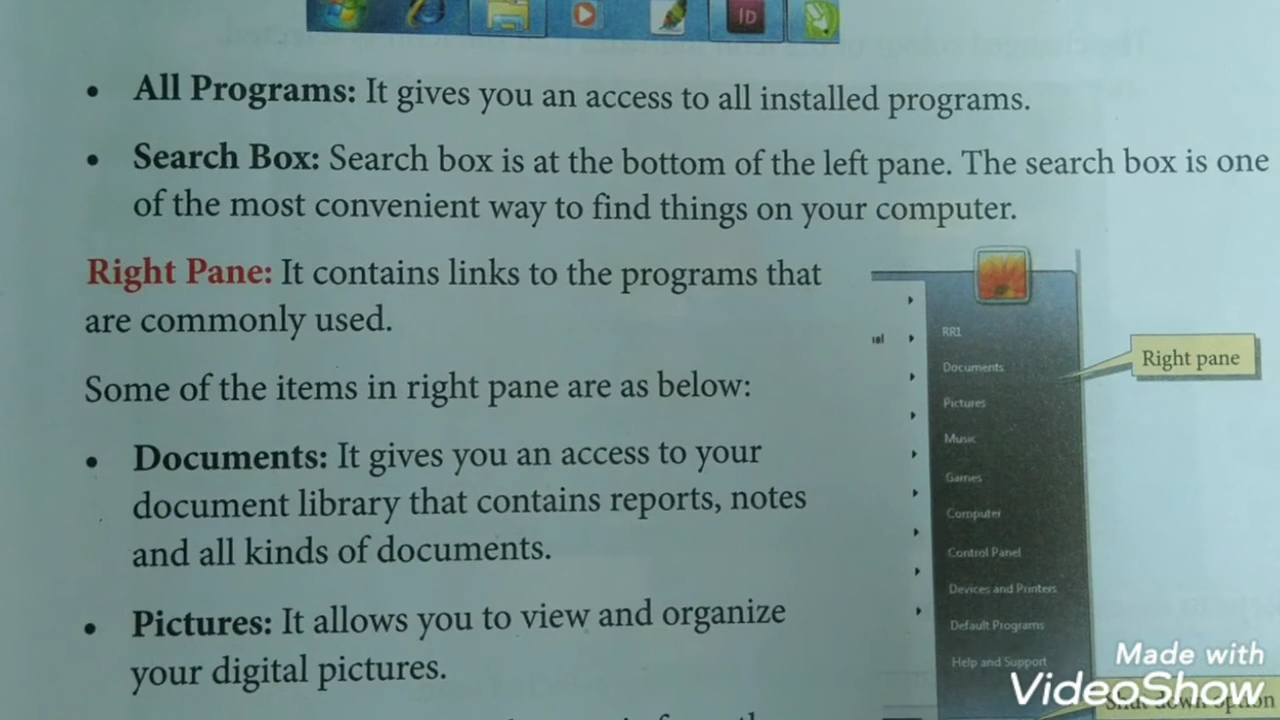 ID
• All Programs: It gives you an access to all installed programs.
• Search Box: Search box is at the bottom of the left pane. The search box is one
of the most convenient way to find things on your computer.
Right Pane: It contains links to the programs that
are commonly used.
Some of the items in right pane are as below:
• Documents: It gives you an access to your
document library that contains reports, notes
and all kinds of documents.
• Pictures: It allows you to view and organize
your digital pictures.
RR1
Documents
Pictures
Music
Games
Computer
Control Panel
Devices and Printers
Default Programs
Help and Support
Right pane
Shut down option
Made with
VideoShow